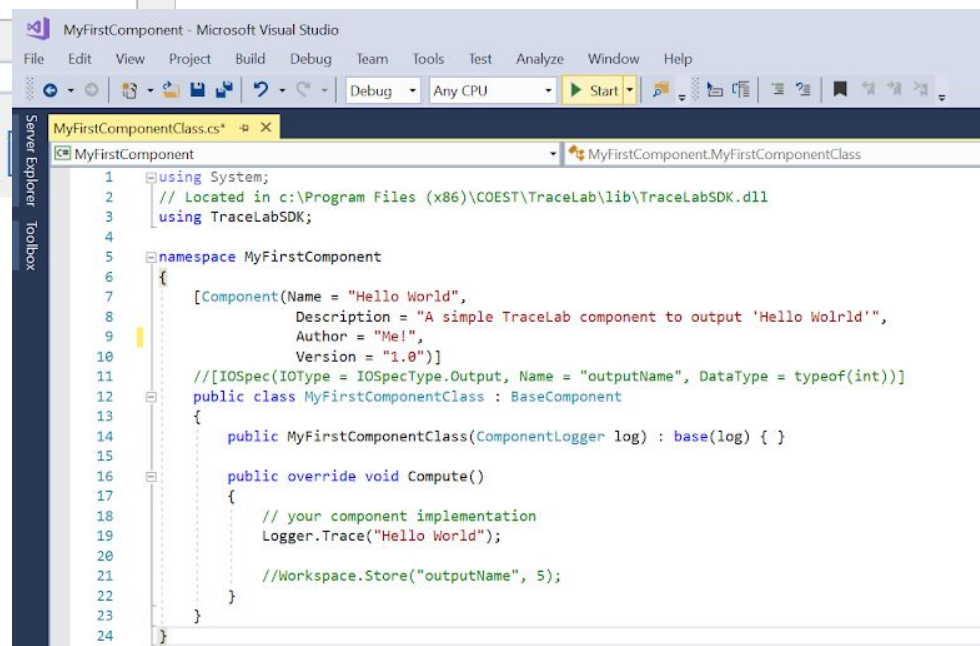 MyFirstComponent - Microsoft Visual Studio
File Edit View Project Build Debug Team Tools Test Analyze Window Help
Debug Any CPU Start
Server Explorer
Toolbox
MyFirstComponentClass.cs*
C# MyFirstComponent MyFirstComponent.MyFirstComponentClass
1 using System;
2 // Located in c:\Program Files (x86)\COEST\TraceLab\lib\TraceLabSDK.dll
3 using TraceLabSDK;
4
5 namespace MyFirstComponent
6 {
7 [Component(Name = "Hello World",
8 Description = "A simple TraceLab component to output 'Hello Wolrld'",
9 Author = "Me!",
10 Version = "1.0")]
11 //[IOSpec(IOType = IOSpecType.Output, Name = "outputName", DataType = typeof(int))]
12 public class MyFirstComponentClass : BaseComponent
13 {
14 public MyFirstComponentClass(ComponentLogger log) : base(log) { }
15
16 public override void Compute()
17 {
18 // your component implementation
19 Logger.Trace("Hello World");
20
21 //Workspace.Store("outputName", 5);
22 }
23 }
24 }